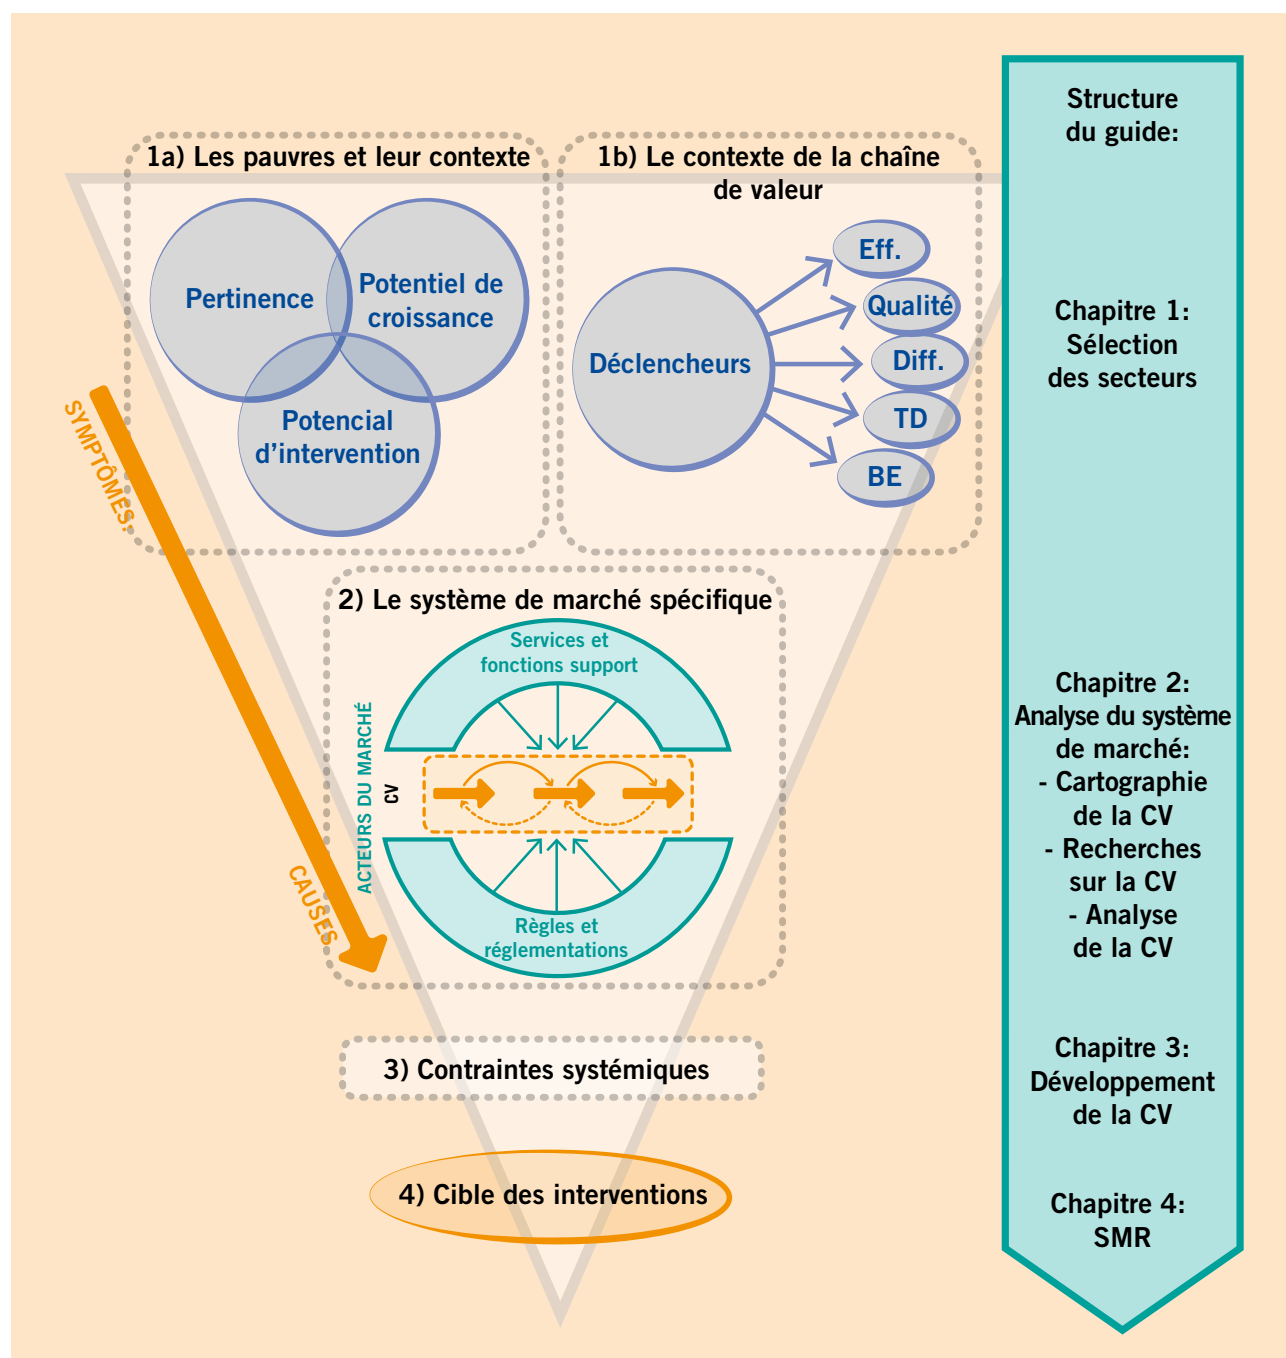 1a) Les pauvres et leur contexte
Pertinence
Potentiel de
croissance
Potencial
d’intervention
1b) Le contexte de la chaîne
de valeur
Déclencheurs
Eff.
Qualité
Diff.
TD
BE
SYMPTÔMES:
CAUSES
2) Le système de marché spécifique
Services et
fonctions support
ACTEURS DU MARCHÉ
CV
Règles et
réglementations
3) Contraintes systémiques
4) Cible des interventions
Structure
du guide:
Chapitre 1:
Sélection
des secteurs
Chapitre 2:
Analyse du système
de marché:
- Cartographie
de la CV
- Recherches
sur la CV
- Analyse
de la CV
Chapitre 3:
Développement
de la CV
Chapitre 4:
SMR